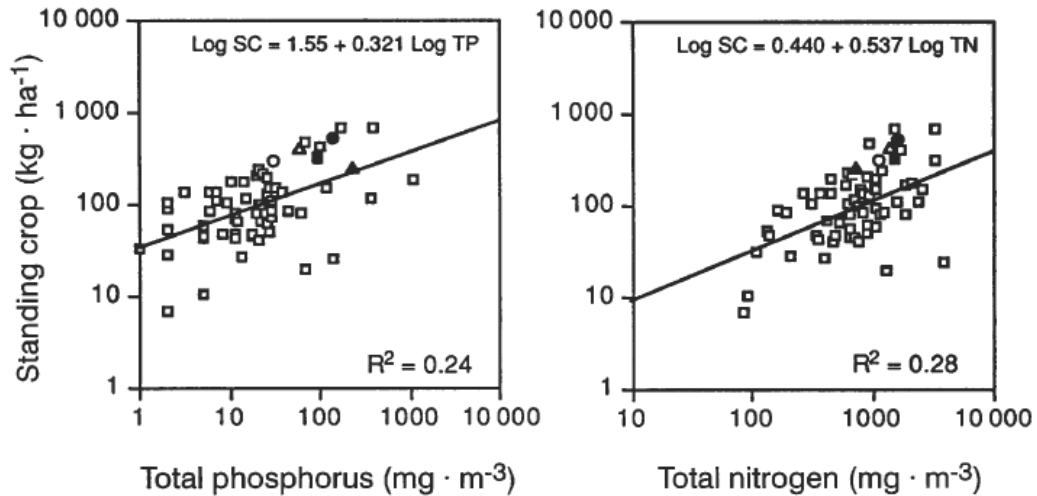 Standing crop (kg · ha⁻¹)
10 000
1 000
100
10
1
Log SC = 1.55 + 0.321 Log TP
R² = 0.24
1
10
100
1000
10 000
Total phosphorus (mg · m⁻³)
10 000
1 000
100
10
1
Log SC = 0.440 + 0.537 Log TN
R² = 0.28
10
100
1000
10 000
Total nitrogen (mg · m⁻³)